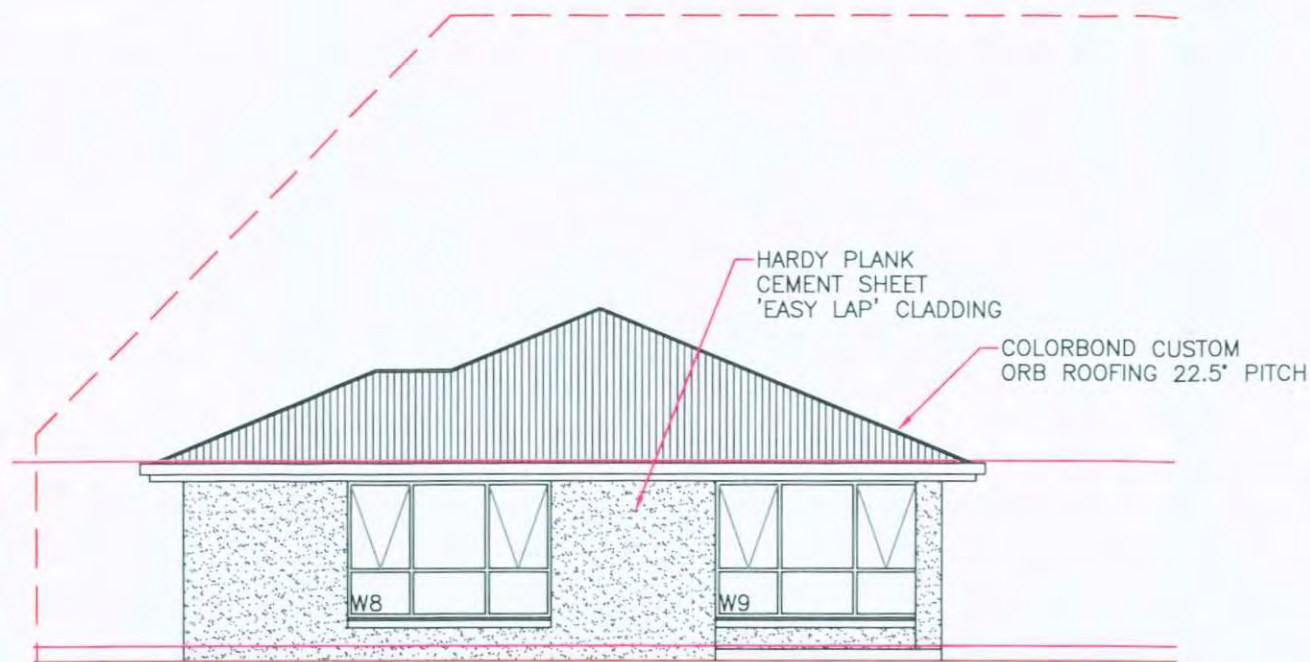 HARDY PLANK
CEMENT SHEET
'EASY LAP' CLADDING
COLORBOND CUSTOM
ORB ROOFING 22.5° PITCH
W8
W9